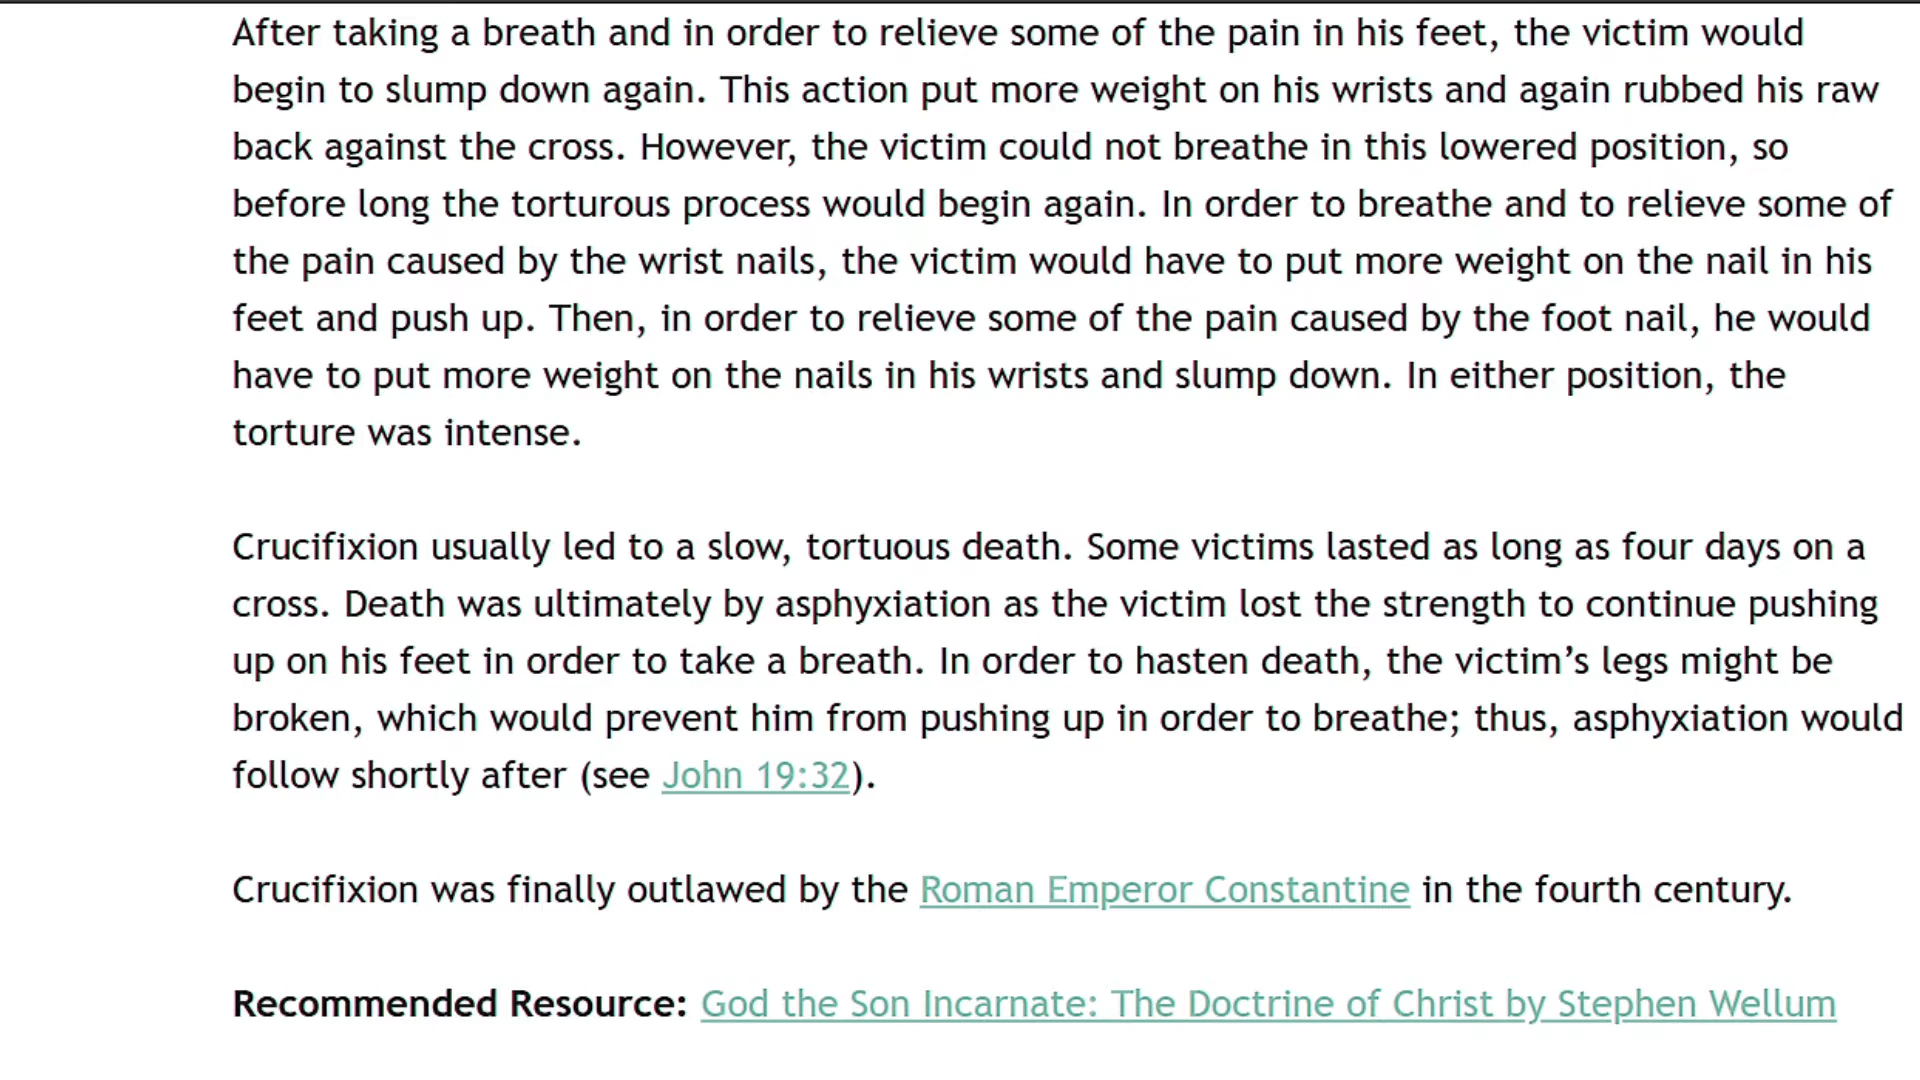 After taking a breath and in order to relieve some of the pain in his feet, the victim would
begin to slump down again. This action put more weight on his wrists and again rubbed his raw
back against the cross. However, the victim could not breathe in this lowered position, so
before long the torturous process would begin again. In order to breathe and to relieve some of
the pain caused by the wrist nails, the victim would have to put more weight on the nail in his
feet and push up. Then, in order to relieve some of the pain caused by the foot nail, he would
have to put more weight on the nails in his wrists and slump down. In either position, the
torture was intense.
Crucifixion usually led to a slow, tortuous death. Some victims lasted as long as four days on a
cross. Death was ultimately by asphyxiation as the victim lost the strength to continue pushing
up on his feet in order to take a breath. In order to hasten death, the victim’s legs might be
broken, which would prevent him from pushing up in order to breathe; thus, asphyxiation would
follow shortly after (see John 19:32).
Crucifixion was finally outlawed by the Roman Emperor Constantine in the fourth century.
Recommended Resource: God the Son Incarnate: The Doctrine of Christ by Stephen Wellum